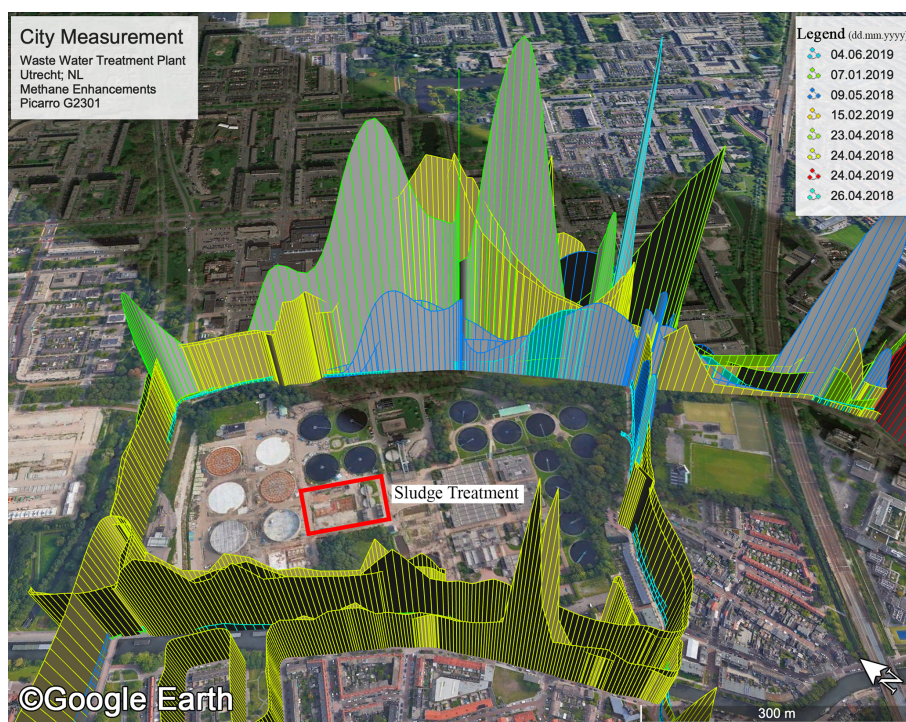 City Measurement
Waste Water Treatment Plant
Utrecht; NL
Methane Enhancements
Picarro G2301
Legend (dd.mm.yyyy)
04.06.2019
07.01.2019
09.05.2018
15.02.2019
23.04.2018
24.04.2018
24.04.2019
26.04.2018
Sludge Treatment
©Google Earth
300 m
N